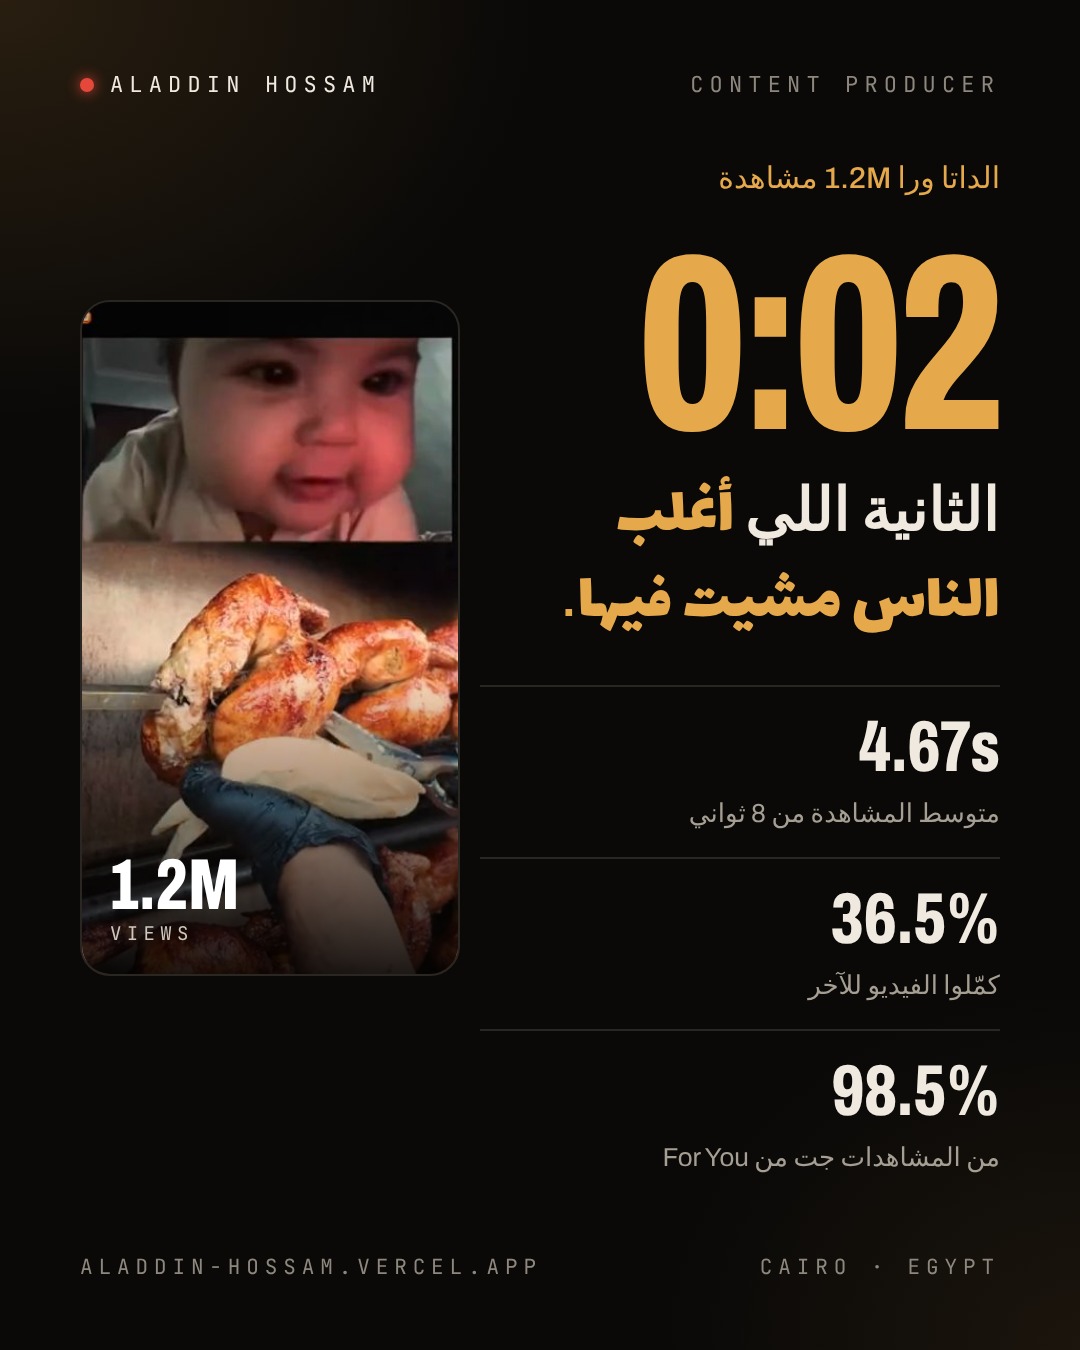 ALADDIN HOSSAM
CONTENT PRODUCER
الداتا ورا 1.2M مشاهدة
0:02
الثانية اللي أغلب
الناس مشيت فيها.
4.67s
متوسط المشاهدة من 8 ثواني
36.5%
كمّلوا الفيديو للآخر
98.5%
من المشاهدات جت من For You
1.2M
VIEWS
ALADDIN-HOSSAM.VERCEL.APP
CAIRO · EGYPT